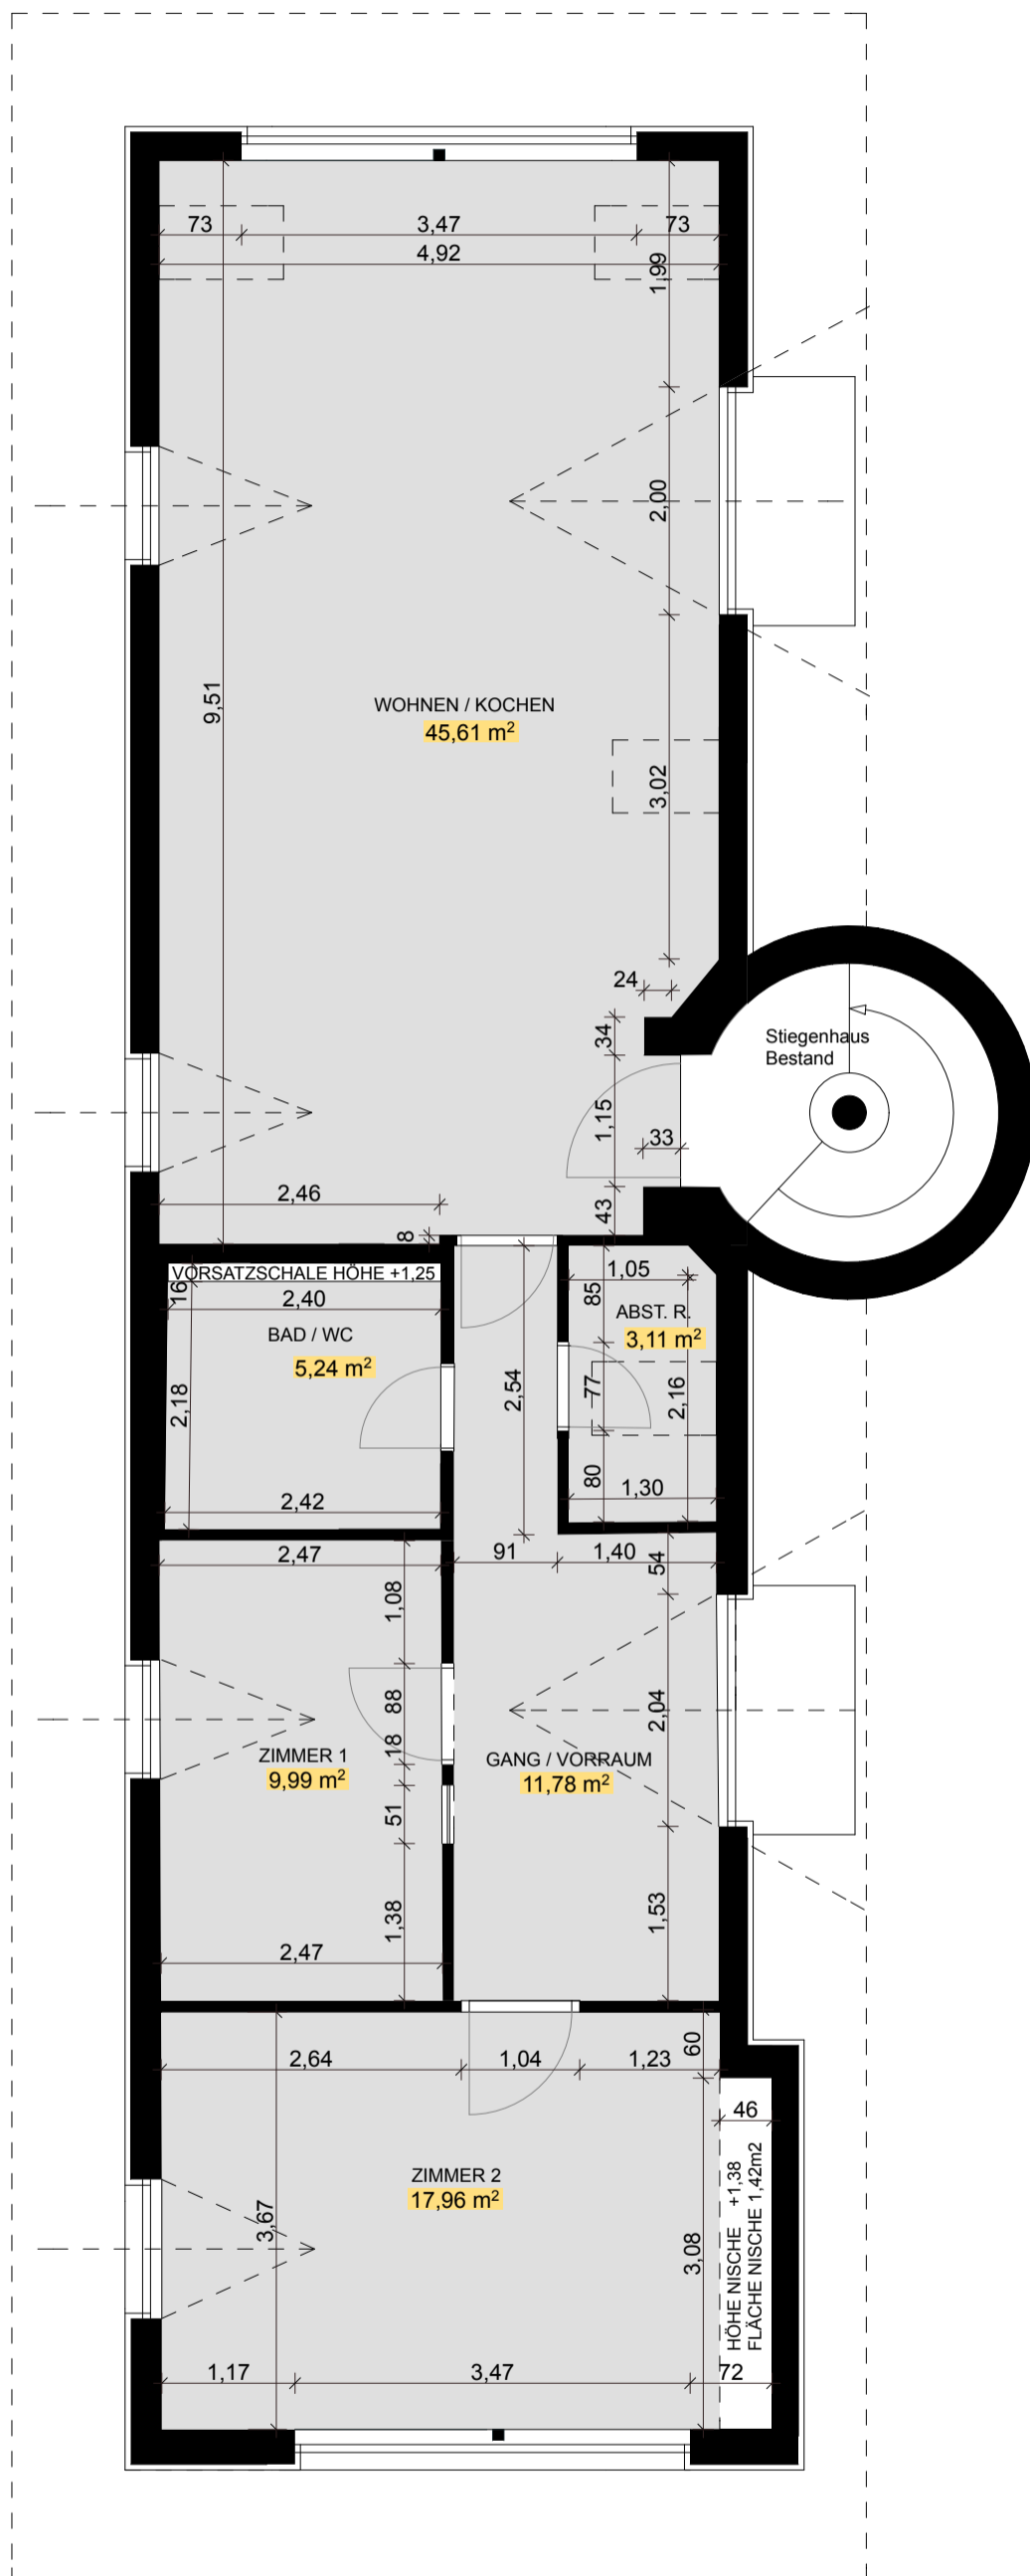 73
3,47
73
4,92
1,99
2,00
9,51
WOHNEN / KOCHEN
45,61 m²
3,02
24
34
Stiegenhaus
Bestand
1,15
33
2,46
43
8
VORSATZSCHALE HÖHE +1,25
16
2,40
BAD / WC
5,24 m²
2,18
2,42
2,54
1,05
85
ABST. R.
3,11 m²
77
2,16
80
1,30
2,47
91
1,40
54
1,08
88
18
2,04
ZIMMER 1
9,99 m²
GANG / VORRAUM
11,78 m²
51
1,38
1,53
2,47
60
2,64
1,04
1,23
46
ZIMMER 2
17,96 m²
3,67
3,08
HÖHE NISCHE +1,38
FLÄCHE NISCHE 1,42m2
1,17
3,47
72